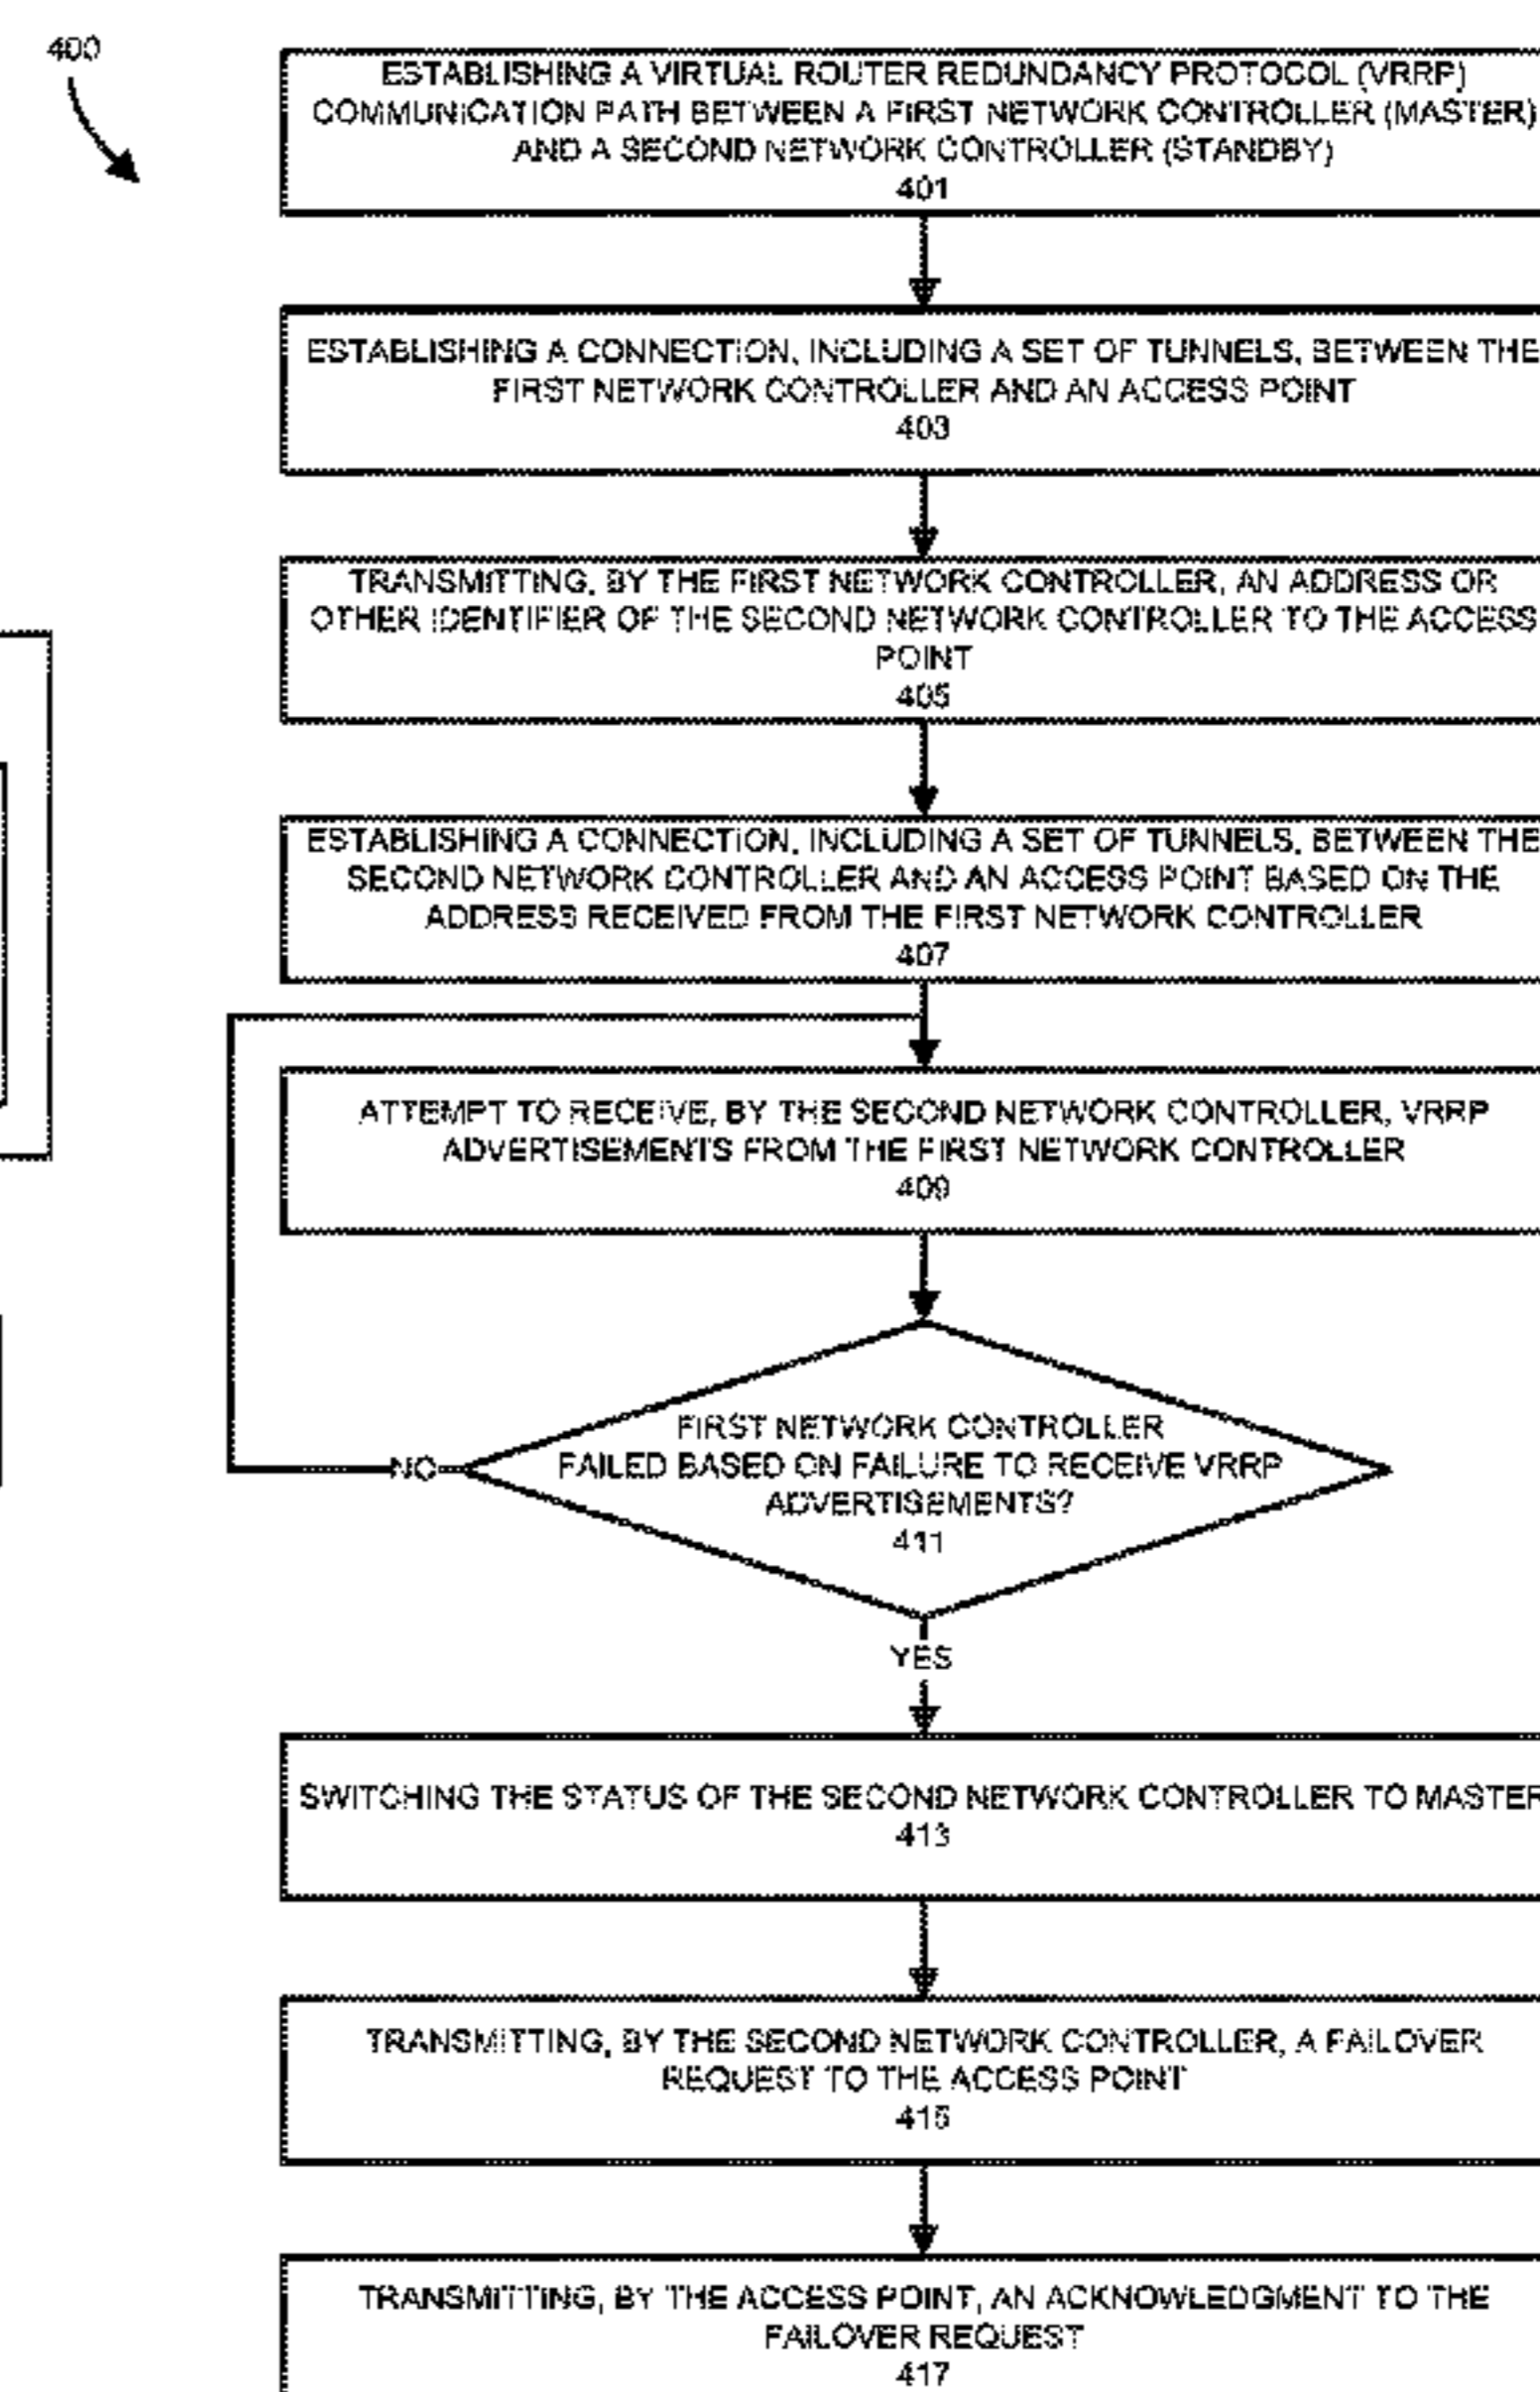 400
ESTABLISHING A VIRTUAL ROUTER REDUNDANCY PROTOCOL (VRRP)
COMMUNICATION PATH BETWEEN A FIRST NETWORK CONTROLLER (MASTER)
AND A SECOND NETWORK CONTROLLER (STANDBY)
401
ESTABLISHING A CONNECTION, INCLUDING A SET OF TUNNELS, BETWEEN THE
FIRST NETWORK CONTROLLER AND AN ACCESS POINT
403
TRANSMITTING, BY THE FIRST NETWORK CONTROLLER, AN ADDRESS OR
OTHER IDENTIFIER OF THE SECOND NETWORK CONTROLLER TO THE ACCESS
POINT
405
ESTABLISHING A CONNECTION, INCLUDING A SET OF TUNNELS, BETWEEN THE
SECOND NETWORK CONTROLLER AND AN ACCESS POINT BASED ON THE
ADDRESS RECEIVED FROM THE FIRST NETWORK CONTROLLER
407
ATTEMPT TO RECEIVE, BY THE SECOND NETWORK CONTROLLER, VRRP
ADVERTISEMENTS FROM THE FIRST NETWORK CONTROLLER
409
FIRST NETWORK CONTROLLER
FAILED BASED ON FAILURE TO RECEIVE VRRP
ADVERTISEMENTS?
411
NO
YES
SWITCHING THE STATUS OF THE SECOND NETWORK CONTROLLER TO MASTER
413
TRANSMITTING, BY THE SECOND NETWORK CONTROLLER, A FAILOVER
REQUEST TO THE ACCESS POINT
415
TRANSMITTING, BY THE ACCESS POINT, AN ACKNOWLEDGMENT TO THE
FAILOVER REQUEST
417